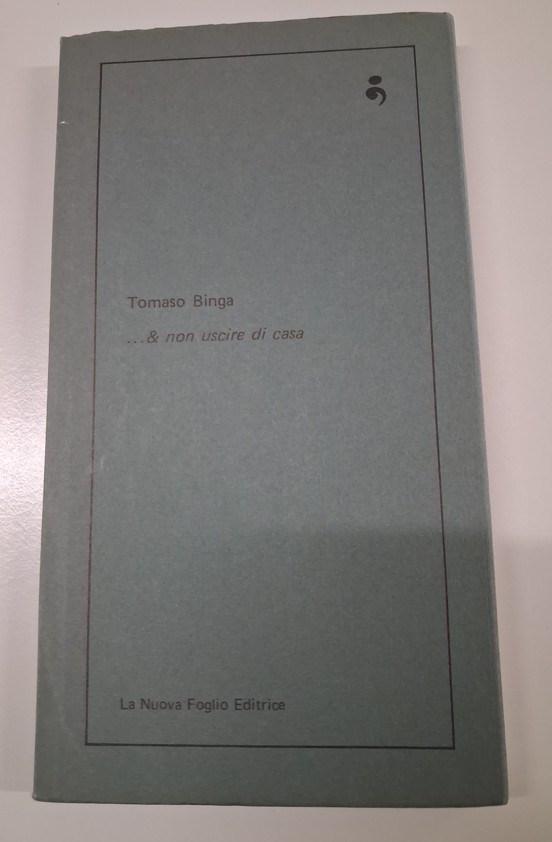 ;
Tomaso Binga
...& non uscire di casa
La Nuova Foglio Editrice